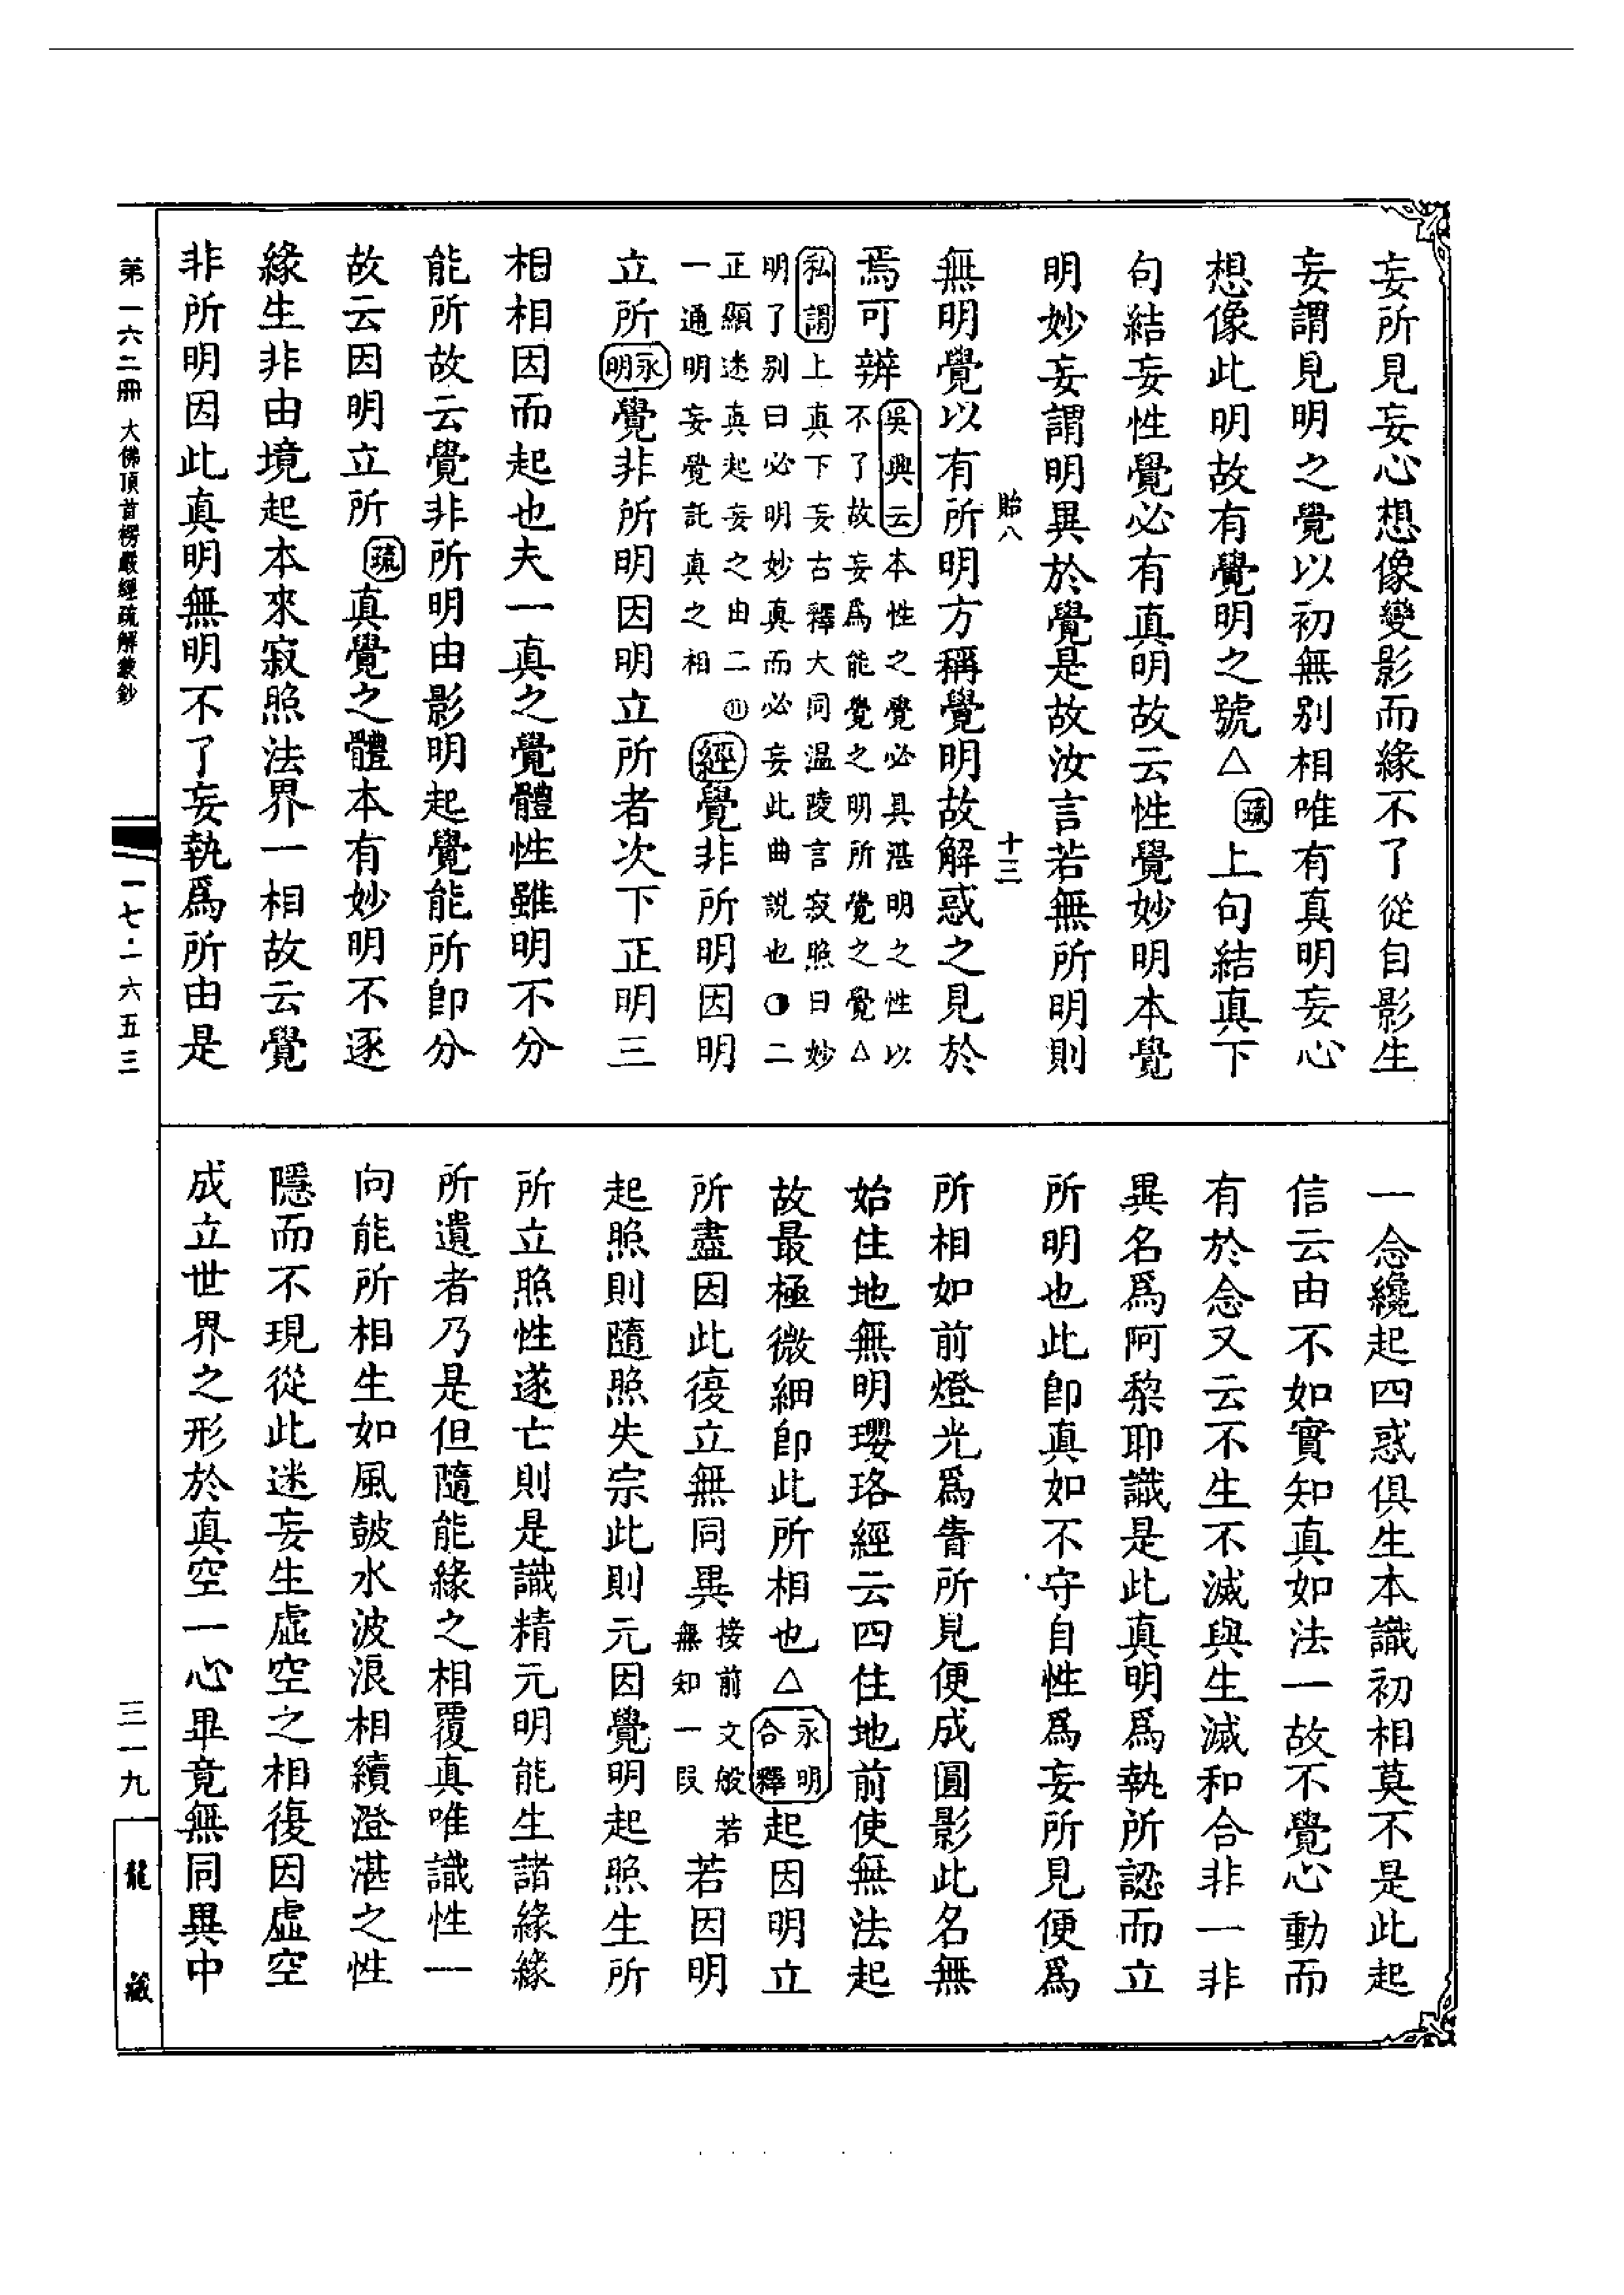 妄所見妄心想像變影而緣不了從自影生
妄謂見明之覺以初無別相唯有真明妄心
想像此明故有覺明之號△疏上句結真下
句結妄性覺必有真明故云性覺妙明本覺
明妙妄謂明異於覺是故汝言若無所明則
貽八 十三
無明覺以有所明方稱覺明故解惑之見於
焉可辨
吳興云本性之覺必具湛明之性以
不了故妄爲能覺之明所覺之覺△
私謂上真下妄古釋大同温陵言寂照曰妙
明了別曰必明妙真而必妄此曲説也◑二
正顯迷真起妄之由二㈠
一通明妄覺託真之相
經覺非所明因明
立所永明覺非所明因明立所者次下正明三
相相因而起也夫一真之覺體性雖明不分
能所故云覺非所明由影明起覺能所卽分
故云因明立所疏真覺之體本有妙明不逐
緣生非由境起本來寂照法界一相故云覺
非所明因此真明無明不了妄執爲所由是
一念纔起四惑俱生本識初相莫不是此起
信云由不如實知真如法一故不覺心動而
有於念又云不生不滅與生滅和合非一非
異名爲阿黎耶識是此真明爲執所認而立
所明也此卽真如不守自性爲妄所見便爲
所相如前燈光爲眚所見便成圓影此名無
始住地無明瓔珞經云四住地前使無法起
故最極微細卽此所相也△永明合釋起因明立
所盡因此復立無同異
接前文般若
無知一段
若因明
起照則隨照失宗此則元因覺明起照生所
所立照性遂亡則是識精元明能生諸緣緣
所遺者乃是但隨能緣之相覆真唯識性一
向能所相生如風鼓水波浪相續澄湛之性
隱而不現從此迷妄生虛空之相復因虛空
成立世界之形於真空一心畢竟無同異中
第一六二冊 大佛頂首楞嚴經疏解蒙鈔
一七·一六五三
三一九
龍藏